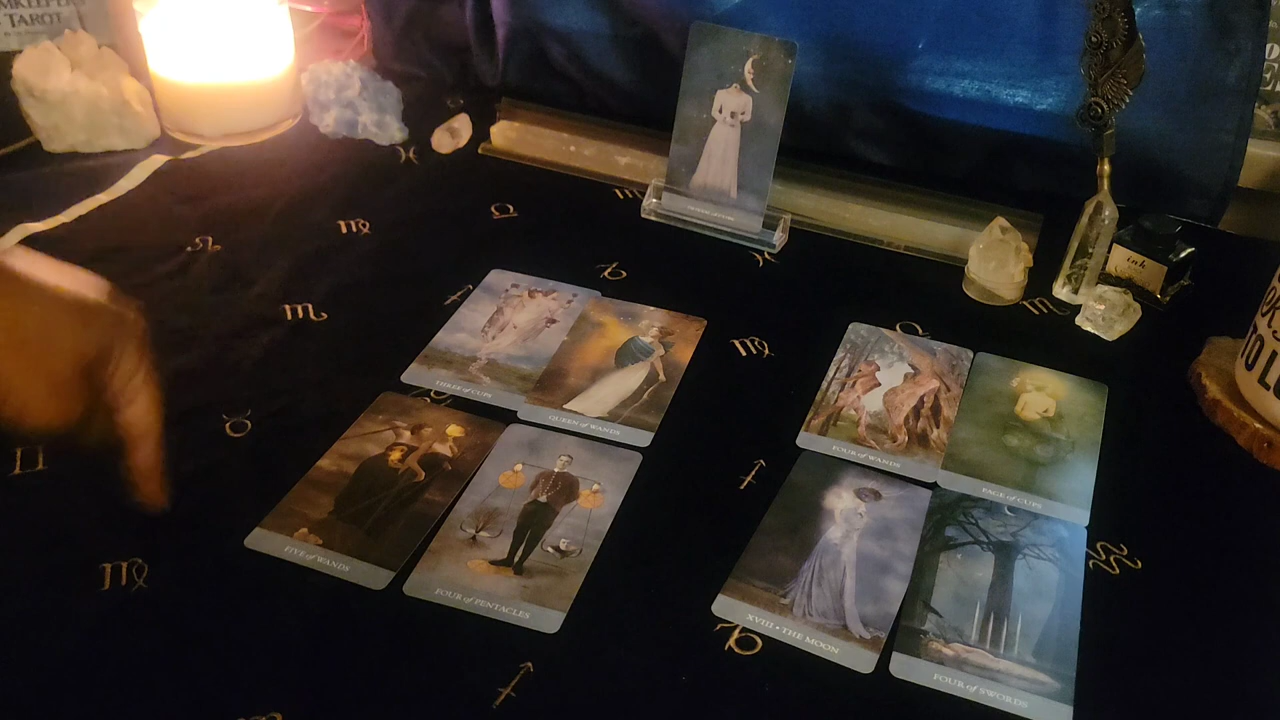 TAROT
ink
THREE of CUPS
QUEEN of WANDS
FIVE of WANDS
FOUR of PENTACLES
FOUR of WANDS
PAGE of CUPS
XVIII • THE MOON
FOUR of SWORDS
TO L